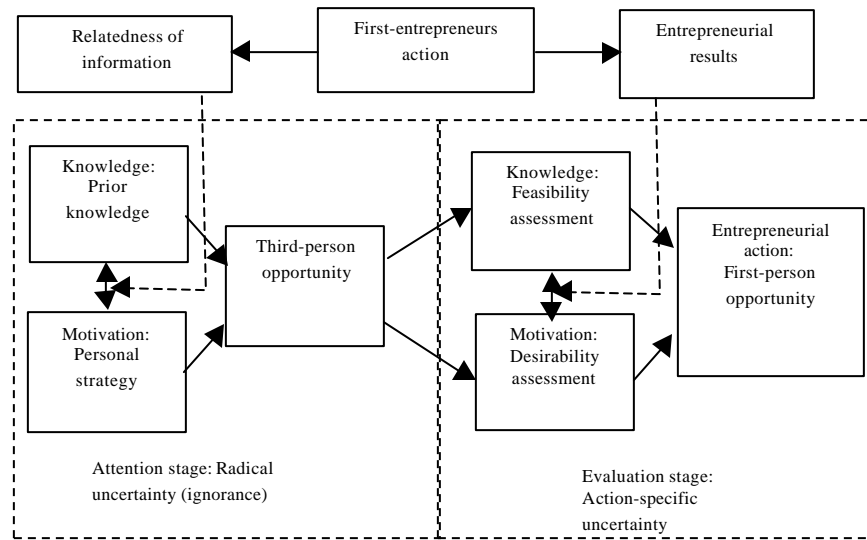 Relatedness of
information
First-entrepreneurs
action
Entrepreneurial
results
Knowledge:
Prior
knowledge
Motivation:
Personal
strategy
Third-person
opportunity
Attention stage: Radical
uncertainty (ignorance)
Knowledge:
Feasibility
assessment
Motivation:
Desirability
assessment
Entrepreneurial
action:
First-person
opportunity
Evaluation stage:
Action-specific
uncertainty